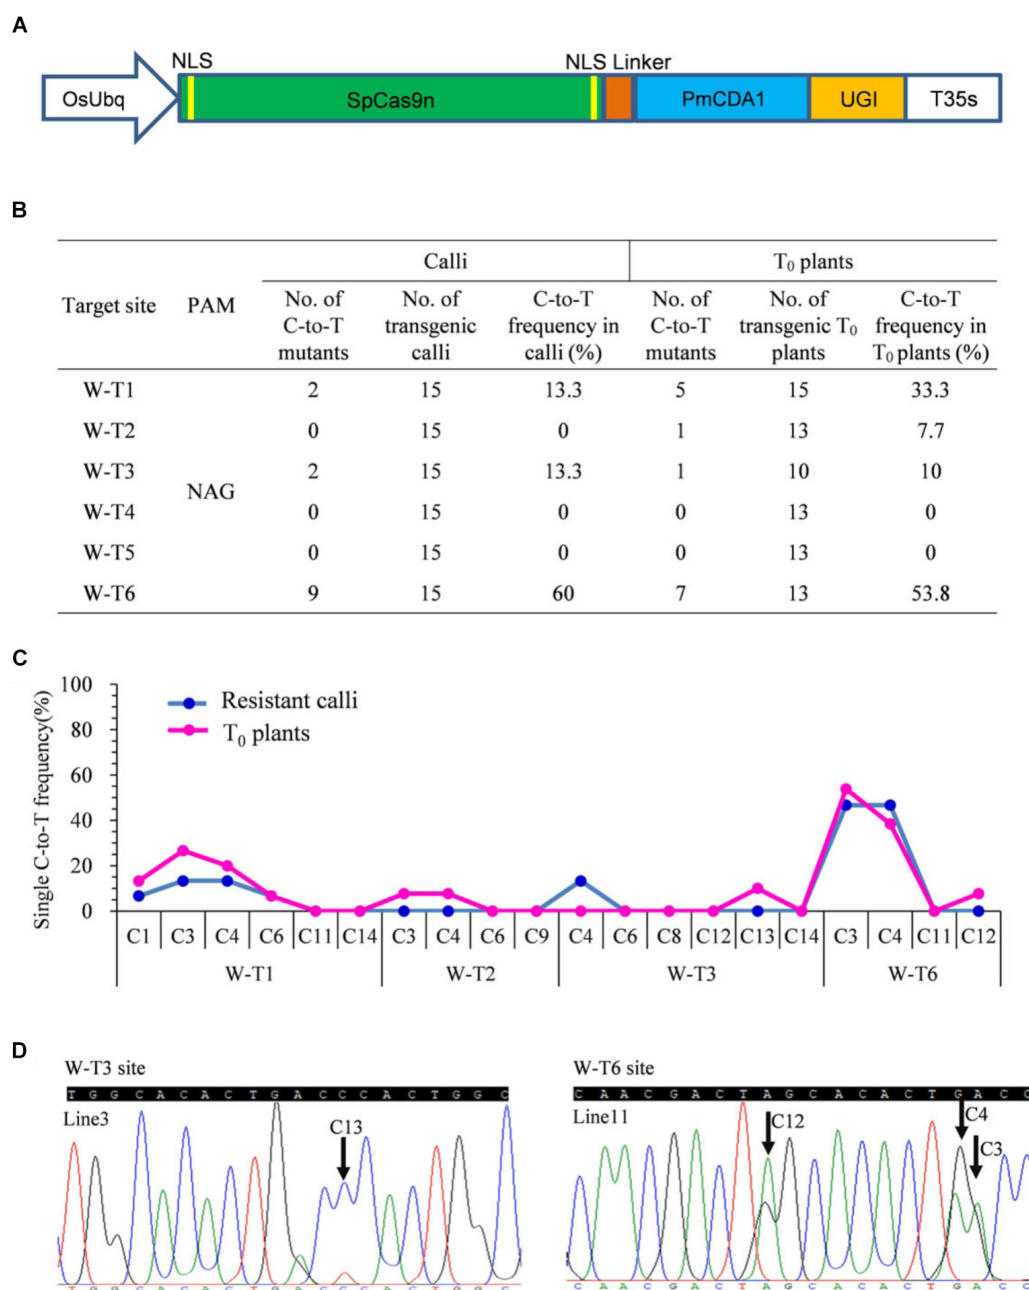 A
NLS
NLS Linker
OsUbq
SpCas9n
PmCDA1
UGI
T35s
B
Target site
PAM
Calli
T0 plants
No. of C-to-T mutants
No. of transgenic calli
C-to-T frequency in calli (%)
No. of C-to-T mutants
No. of transgenic T0 plants
C-to-T frequency in T0 plants (%)
W-T1 2 15 13.3 5 15 33.3
W-T2 0 15 0 1 13 7.7
W-T3 2 15 13.3 1 10 10
NAG
W-T4 0 15 0 0 13 0
W-T5 0 15 0 0 13 0
W-T6 9 15 60 7 13 53.8
C
Single C-to-T frequency(%)
100
80
60
40
20
0
Resistant calli
T0 plants
C1 C3 C4 C6 C11 C14 C3 C4 C6 C9 C4 C6 C8 C12 C13 C14 C3 C4 C11 C12
W-T1 W-T2 W-T3 W-T6
D
W-T3 site
T G G C A C A C T G A C C C A C T G G C
Line3
C13
T G G C A C A C T G A C C C A C T G G C
W-T6 site
C A A C G A C T A G C A C A C T G A C C
Line11
C12
C4
C3
C A A C G A C T A G C A C A C T G A C C